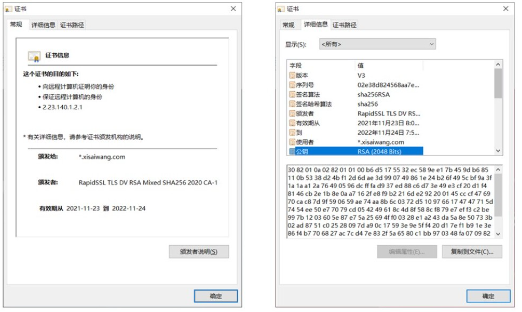 证书
常规 详细信息 证书路径
证书信息
这个证书的目的如下:
• 向远程计算机证明你的身份
• 保证远程计算机的身份
• 2.23.140.1.2.1
* 有关详细信息，请参考证书颁发机构的说明。
颁发给: *.xisaiwang.com
颁发者: RapidSSL TLS DV RSA Mixed SHA256 2020 CA-1
有效期从 2021-11-23 到 2022-11-24
颁发者说明(S)
确定
证书
常规 详细信息 证书路径
显示(S): <所有>
字段 值
版本 V3
序列号 02e38d824568aa7e...
签名算法 sha256RSA
签名哈希算法 sha256
颁发者 RapidSSL TLS DV RS...
有效期从 2021年11月23日 8:0...
到 2022年11月24日 7:5...
使用者 *.xisaiwang.com
公钥 RSA (2048 Bits)
30 82 01 0a 02 82 01 01 00 b6 d5 17 55 32 ec 58 9e e1 7b 45 9d b6 85
11 0b 53 38 d2 4b f1 2d 6d ae 3d 99 07 49 86 1e 24 b2 6f 49 5c bf 9a 3f
1a 1a a1 2a 76 49 05 96 dc ff fa d9 37 ed 88 c6 d7 3e 49 e3 cf 20 d1 f4
81 46 cb 2e 1b 8e 0a a7 16 2f e8 f9 b2 21 6d e2 92 20 01 45 cc cf 47 69
70 ca c8 7d 9f 59 06 59 ae 74 aa 8b 6c 03 72 d5 10 97 66 17 47 47 71 5d
74 54 ee 50 e7 70 79 cd 05 42 49 61 8c 4d 8f 58 8c f8 79 e7 ef f3 c2 be
99 7b 12 03 60 5e 87 e7 5a 25 69 4f f0 03 28 e1 a2 43 da 5a 8e 50 73 3b
02 ad 87 51 c0 25 28 09 7d a9 0c 17 59 3e 9e 5f f4 20 d1 7e f1 b9 1e 3e
86 f4 b7 70 68 27 ac 7c d4 7e 83 2f 5a 65 80 c1 bb 97 03 48 fa 07 09 82
编辑属性(E)... 复制到文件(C)...
确定